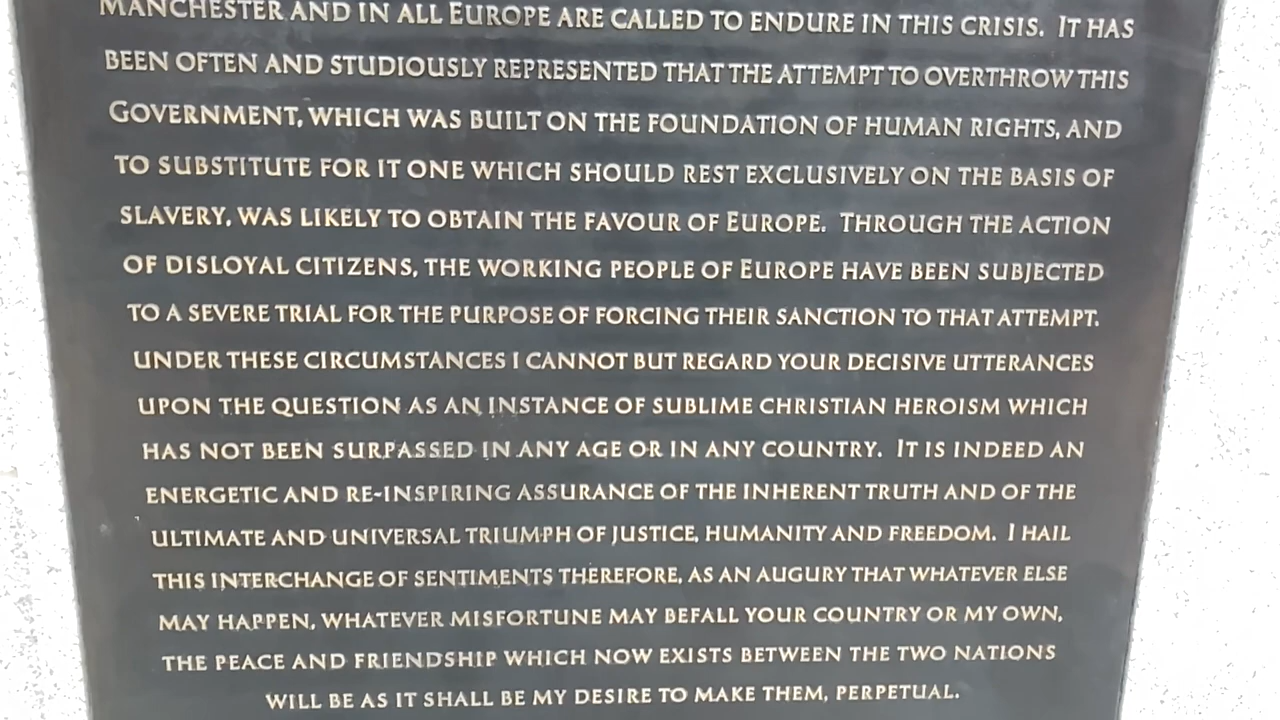 MANCHESTER AND IN ALL EUROPE ARE CALLED TO ENDURE IN THIS CRISIS. IT HAS
BEEN OFTEN AND STUDIOUSLY REPRESENTED THAT THE ATTEMPT TO OVERTHROW THIS
GOVERNMENT, WHICH WAS BUILT ON THE FOUNDATION OF HUMAN RIGHTS, AND
TO SUBSTITUTE FOR IT ONE WHICH SHOULD REST EXCLUSIVELY ON THE BASIS OF
SLAVERY, WAS LIKELY TO OBTAIN THE FAVOUR OF EUROPE. THROUGH THE ACTION
OF DISLOYAL CITIZENS, THE WORKING PEOPLE OF EUROPE HAVE BEEN SUBJECTED
TO A SEVERE TRIAL FOR THE PURPOSE OF FORCING THEIR SANCTION TO THAT ATTEMPT.
UNDER THESE CIRCUMSTANCES I CANNOT BUT REGARD YOUR DECISIVE UTTERANCES
UPON THE QUESTION AS AN INSTANCE OF SUBLIME CHRISTIAN HEROISM WHICH
HAS NOT BEEN SURPASSED IN ANY AGE OR IN ANY COUNTRY. IT IS INDEED AN
ENERGETIC AND RE-INSPIRING ASSURANCE OF THE INHERENT TRUTH AND OF THE
ULTIMATE AND UNIVERSAL TRIUMPH OF JUSTICE, HUMANITY AND FREEDOM. I HAIL
THIS INTERCHANGE OF SENTIMENTS THEREFORE, AS AN AUGURY THAT WHATEVER ELSE
MAY HAPPEN, WHATEVER MISFORTUNE MAY BEFALL YOUR COUNTRY OR MY OWN,
THE PEACE AND FRIENDSHIP WHICH NOW EXISTS BETWEEN THE TWO NATIONS
WILL BE AS IT SHALL BE MY DESIRE TO MAKE THEM, PERPETUAL.